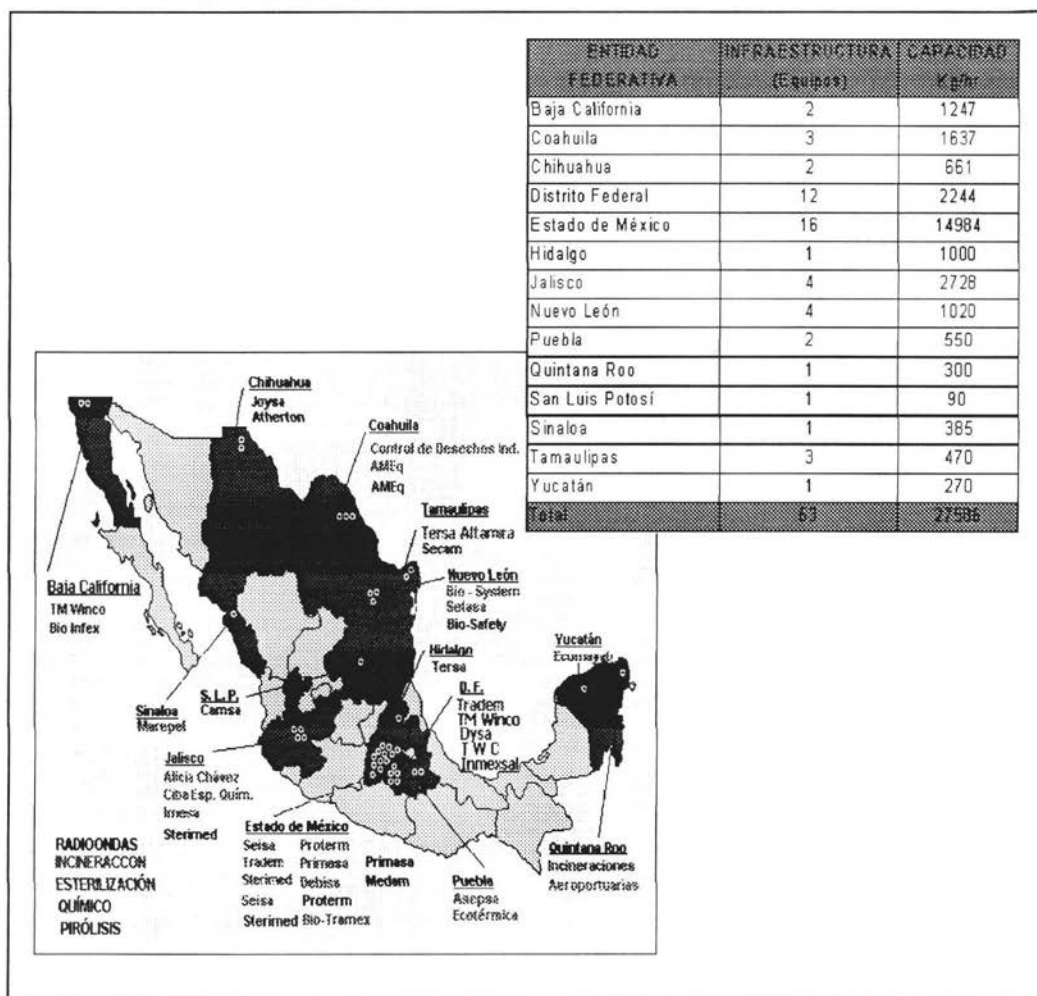 ENTIDAD FEDERATIVA INFRAESTRUCTURA (Equipos) CAPACIDAD Kg/hr
Baja California 2 1247
Coahuila 3 1637
Chihuahua 2 661
Distrito Federal 12 2244
Estado de México 16 14984
Hidalgo 1 1000
Jalisco 4 2728
Nuevo León 4 1020
Puebla 2 550
Quintana Roo 1 300
San Luis Potosí 1 90
Sinaloa 1 385
Tamaulipas 3 470
Yucatán 1 270
Total 53
Chihuahua
Joysa
Atherton
Coahuila
Control de Desechos Ind.
AMEq
AMEq
Tamaulipas
Tersa Altamira
Secam
Nuevo León
Bio - System
Setasa
Bio-Safety
Baja California
TM Winco
Bio Infex
Hidalgo
Tersa
D. F.
Tradem
TM Winco
Dysa
T W C
Inmexsal
Yucatán
S.L.P.
Camsa
Sinaloa
Marepel
Jalisco
Alicia Chávez
Ciba Esp. Quím.
Imesa
Sterimed
Estado de México
Seisa Proterm
Tradem Primasa Primasa
Sterimed Debisa Medam
Seisa Proterm
Sterimed Bio-Tramex
Puebla
Asepsa
Ecotérmica
Quintana Roo
Incineraciones
Aeroportuarias
RADIOONDAS
INCINERACCON
ESTERILIZACIÓN
QUÍMICO
PIRÓLISIS